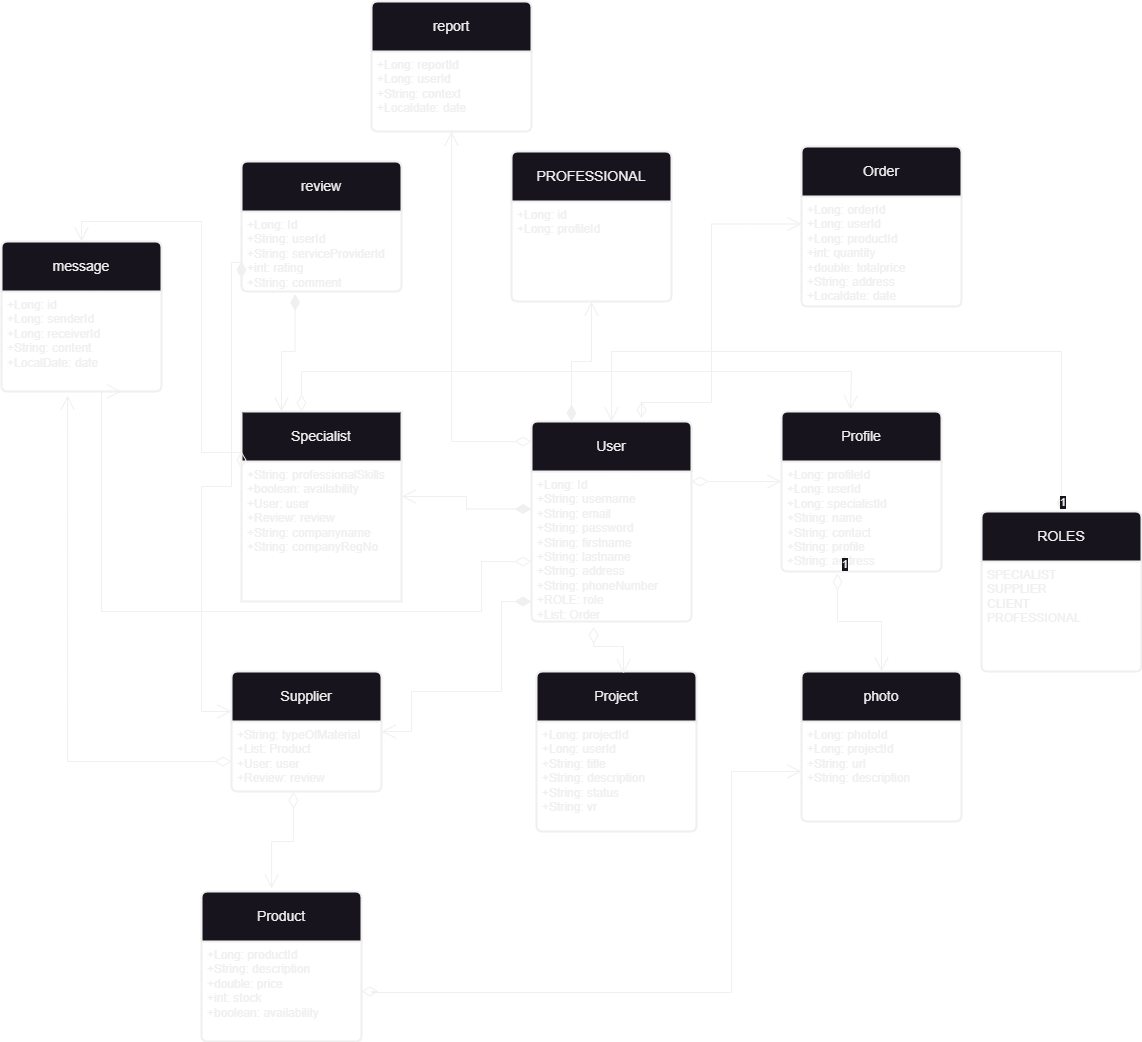 report
+Long: reportId
+Long: userId
+String: context
+Localdate: date
review
+Long: Id
+String: userId
+String: serviceProviderId
+int: rating
+String: comment
PROFESSIONAL
+Long: id
+Long: profileId
Order
+Long: orderId
+Long: userId
+Long: productId
+int: quantity
+double: totalprice
+String: address
+Localdate: date
message
+Long: id
+Long: senderId
+Long: receiverId
+String: content
+LocalDate: date
Specialist
+String: professionalSkills
+boolean: availability
+User: user
+Review: review
+String: companyname
+String: companyRegNo
User
+Long: Id
+String: username
+String: email
+String: password
+String: firstname
+String: lastname
+String: address
+String: phoneNumber
+ROLE: role
+List: Order
Profile
+Long: profileId
+Long: userId
+Long: specialistId
+String: name
+String: contact
+String: profile
+String: address
1
1
ROLES
SPECIALIST
SUPPLIER
CLIENT
PROFESSIONAL
Supplier
+String: typeOfMaterial
+List: Product
+User: user
+Review: review
Project
+Long: projectId
+Long: userId
+String: title
+String: description
+String: status
+String: vr
photo
+Long: photoId
+Long: projectId
+String: url
+String: description
Product
+Long: productId
+String: description
+double: price
+int: stock
+boolean: availability